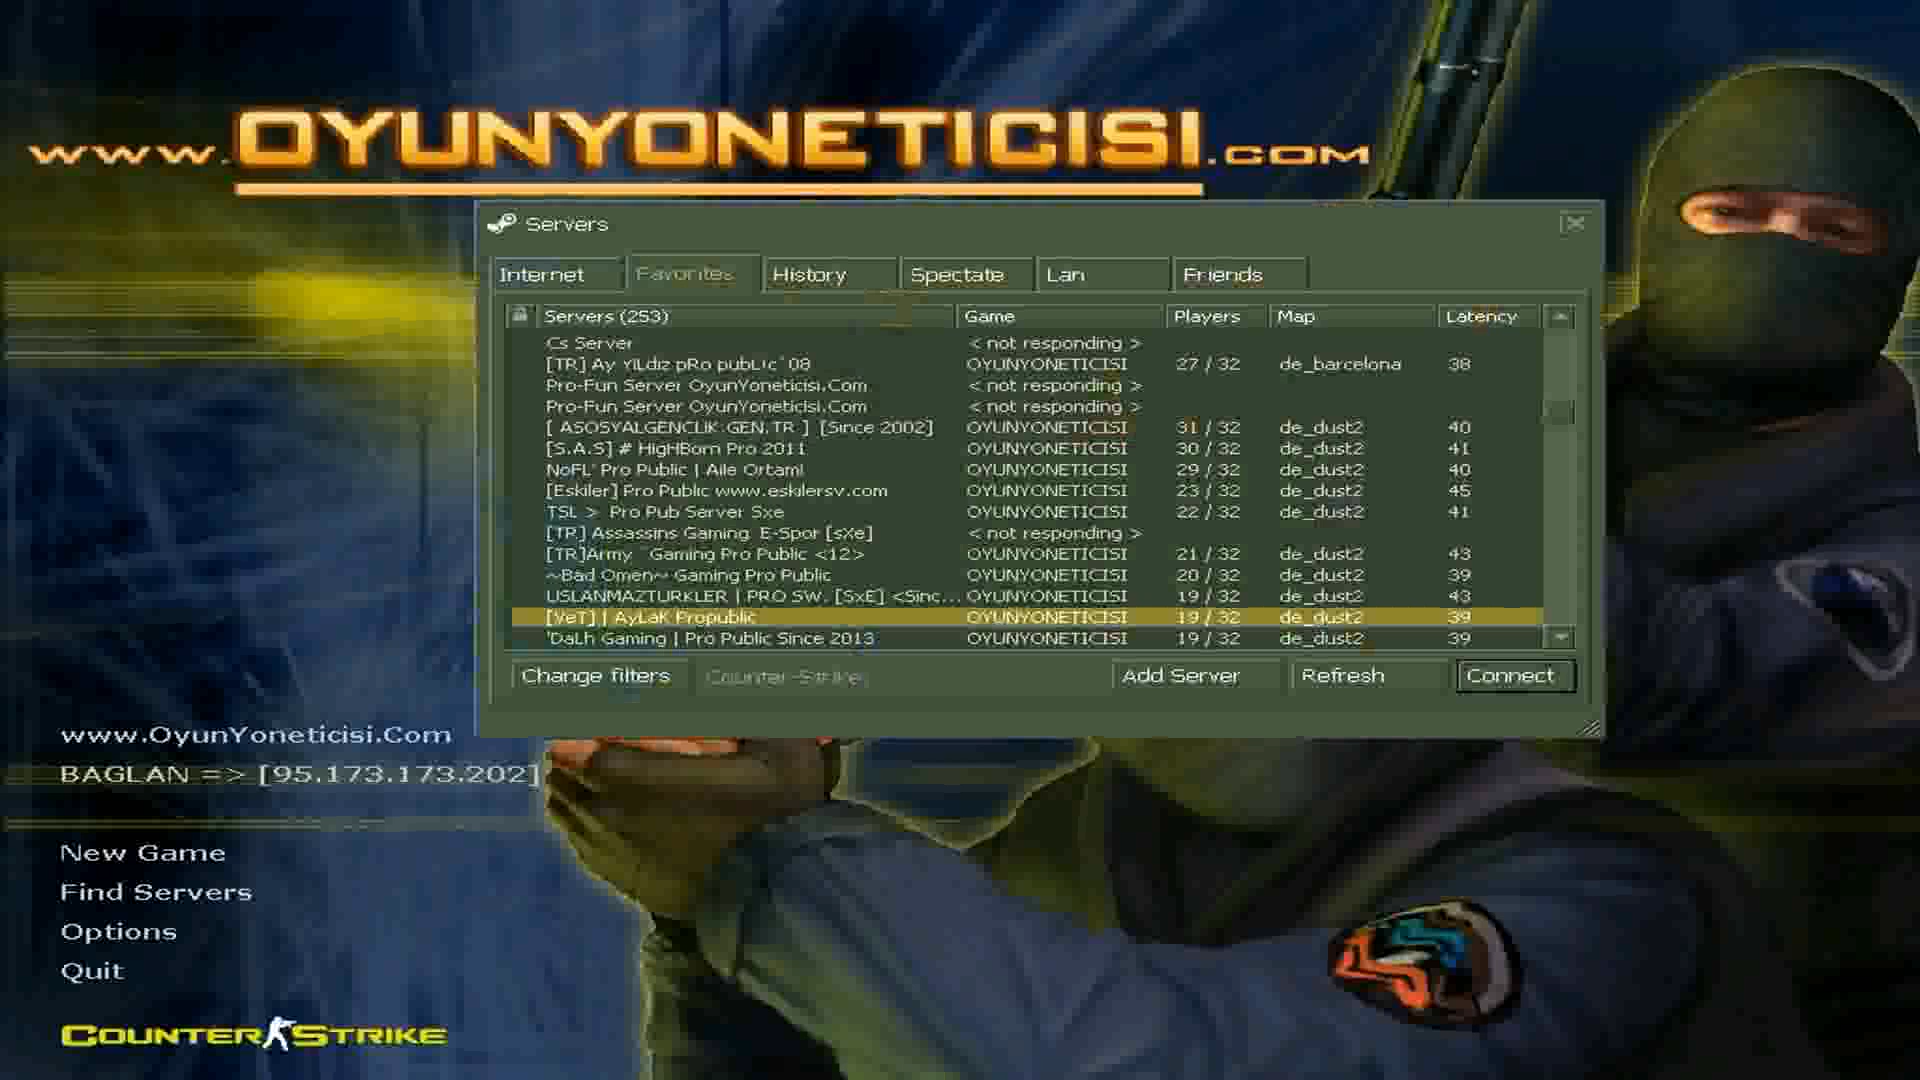 www.OYUNYONETICISI.COM
Servers
Internet Favorites History Spectate Lan Friends
Servers (253) Game Players Map Latency
Cs Server < not responding >
[TR] Ay YiLdiz pRo pubLic`08 OYUNYONETICISI 27 / 32 de_barcelona 38
Pro-Fun Server OyunYoneticisi.Com < not responding >
Pro-Fun Server OyunYoneticisi.Com < not responding >
[ ASOSYALGENCLIK.GEN.TR ] [Since 2002] OYUNYONETICISI 31 / 32 de_dust2 40
[S.A.S] # HigHBorn Pro 2011 OYUNYONETICISI 30 / 32 de_dust2 41
NoFL' Pro Public | Aile Ortami OYUNYONETICISI 29 / 32 de_dust2 40
[Eskiler] Pro Public www.eskilersv.com OYUNYONETICISI 23 / 32 de_dust2 45
TSL > Pro Pub Server Sxe OYUNYONETICISI 22 / 32 de_dust2 41
[TR] Assassins Gaming E-Spor [sXe] < not responding >
[TR]Army `Gaming Pro Public <12> OYUNYONETICISI 21 / 32 de_dust2 43
~Bad Omen~ Gaming Pro Public OYUNYONETICISI 20 / 32 de_dust2 39
USLANMAZTURKLER | PRO SW. [SxE] <Sinc... OYUNYONETICISI 19 / 32 de_dust2 43
[VeT] | AyLaK Propublic OYUNYONETICISI 19 / 32 de_dust2 39
'DaLh Gaming | Pro Public Since 2013 OYUNYONETICISI 19 / 32 de_dust2 39
Change filters Counter-Strike Add Server Refresh Connect
www.OyunYoneticisi.Com
BAGLAN => [95.173.173.202]
New Game
Find Servers
Options
Quit
COUNTER STRIKE